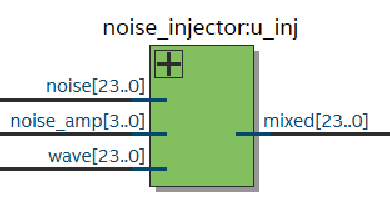 noise_injector:u_inj
noise[23..0]
noise_amp[3..0]
mixed[23..0]
wave[23..0]